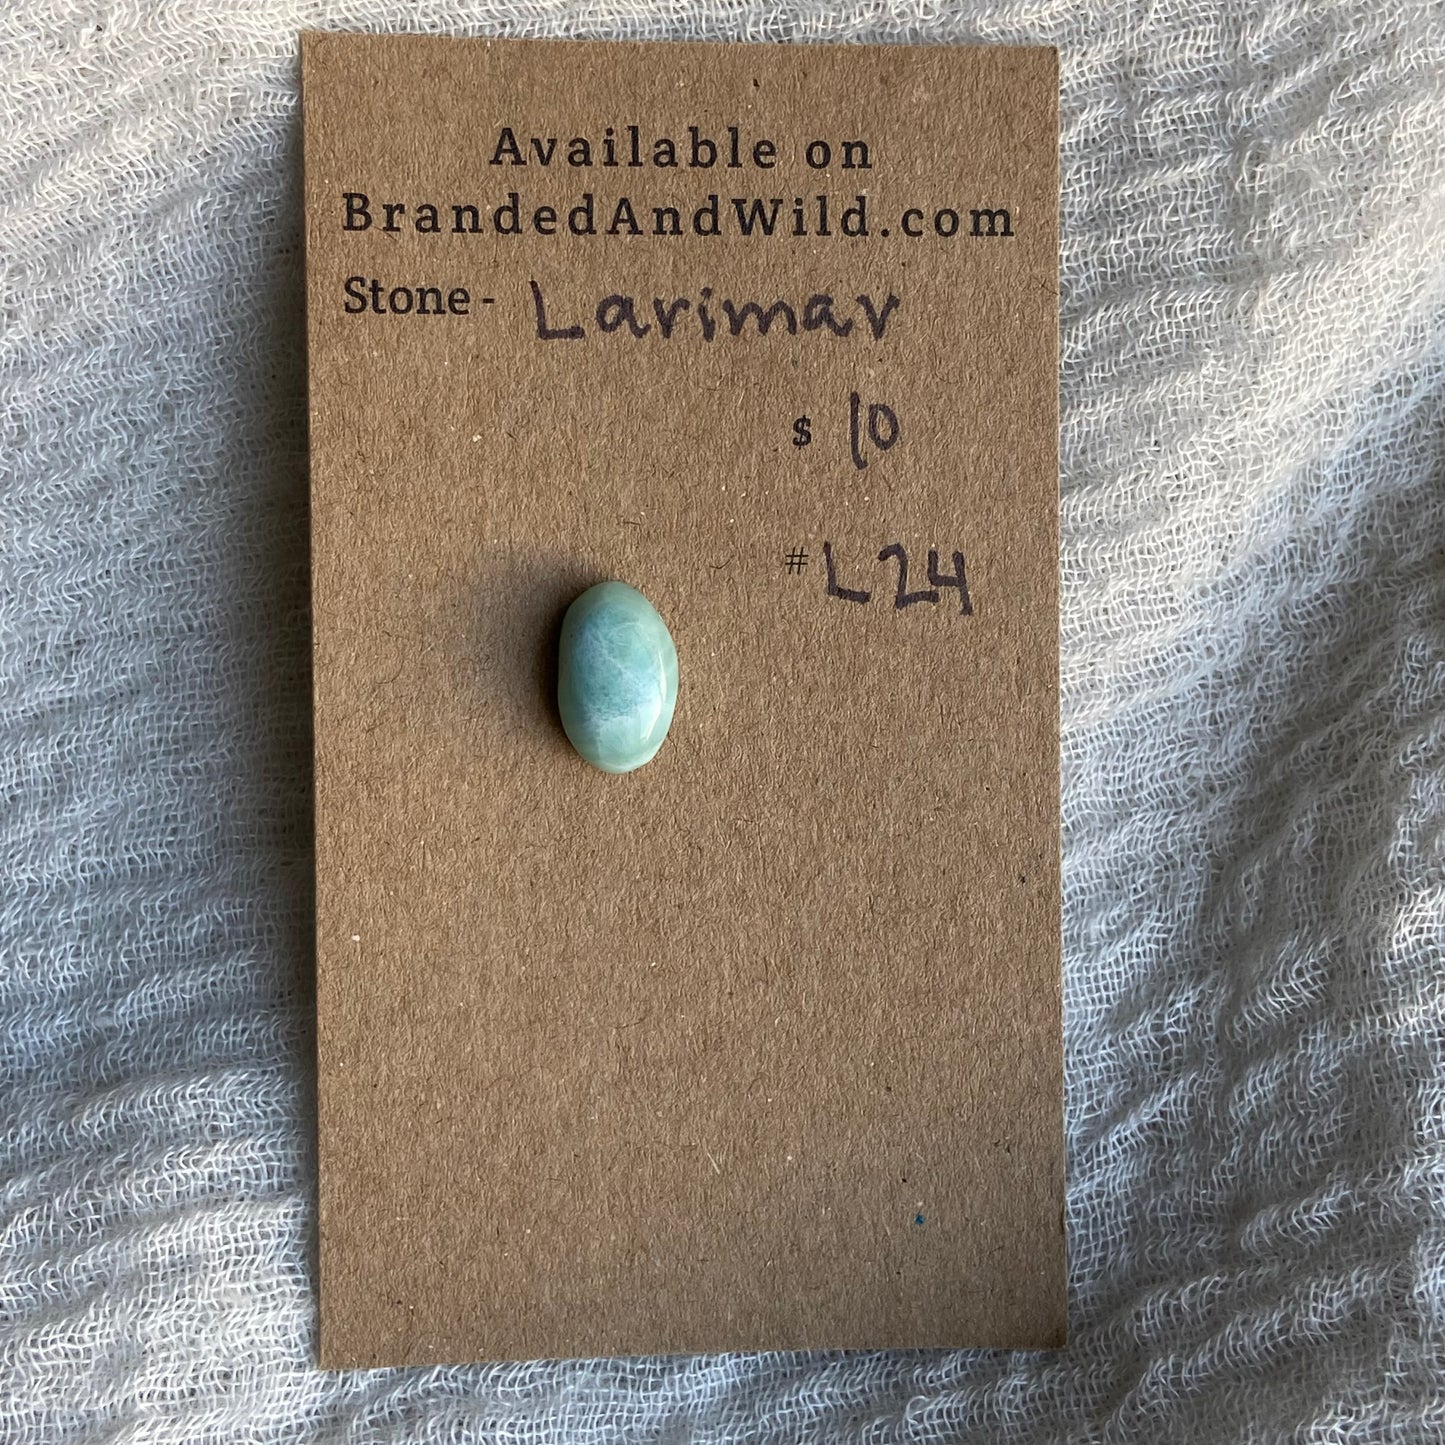 Available on
BrandedAndWild.com
Stone - Larimar
$ 10
# L24